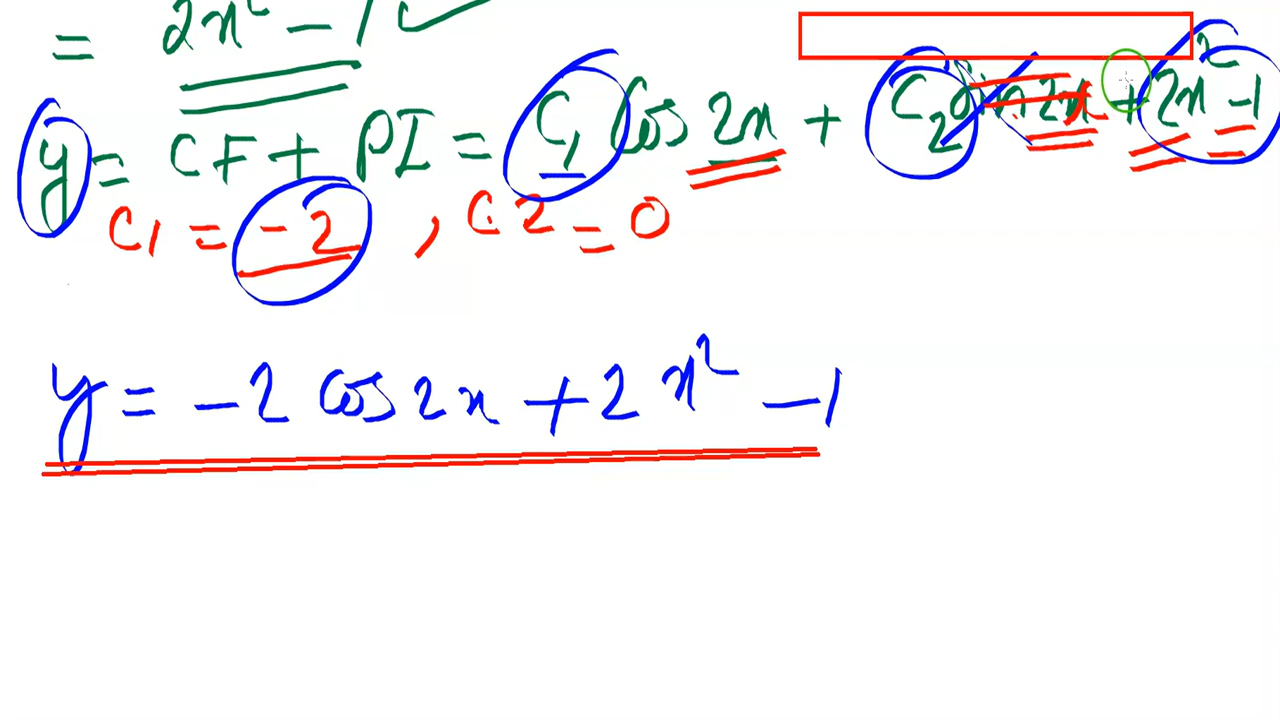 = 2x² - 1
y = CF + PI = C₁ Cos 2x + C₂ Sin 2x + 2x² - 1
C1 = -2 , C2 = 0
y = -2 Cos 2x + 2x² - 1